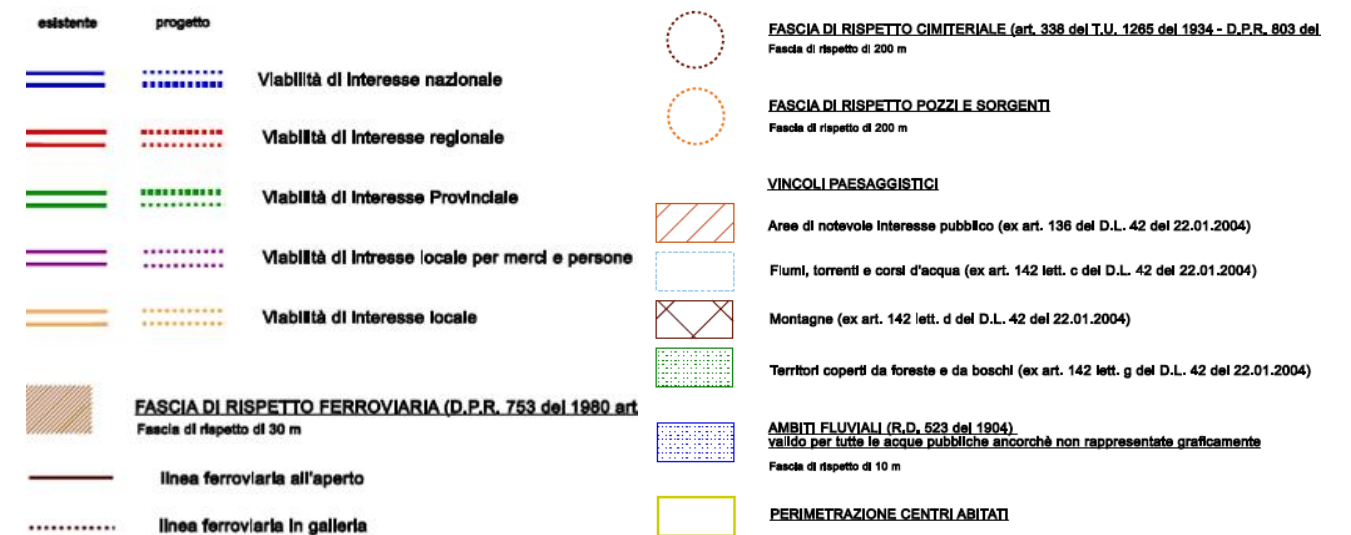 esistente progetto
Viabilità di Interesse nazionale
Viabilità di Interesse regionale
Viabilità di Interesse Provinciale
Viabilità di Intresse locale per merci e persone
Viabilità di Interesse locale
FASCIA DI RISPETTO FERROVIARIA (D.P.R. 753 del 1980 art
Fascia di rispetto di 30 m
linea ferroviaria all'aperto
linea ferroviaria in galleria
FASCIA DI RISPETTO CIMITERIALE (art. 338 del T.U. 1265 del 1934 - D.P.R. 803 del
Fascia di rispetto di 200 m
FASCIA DI RISPETTO POZZI E SORGENTI
Fascia di rispetto di 200 m
VINCOLI PAESAGGISTICI
Aree di notevole interesse pubblico (ex art. 136 del D.L. 42 del 22.01.2004)
Fiumi, torrenti e corsi d'acqua (ex art. 142 lett. c del D.L. 42 del 22.01.2004)
Montagne (ex art. 142 lett. d del D.L. 42 del 22.01.2004)
Territori coperti da foreste e da boschi (ex art. 142 lett. g del D.L. 42 del 22.01.2004)
AMBITI FLUVIALI (R.D. 523 del 1904)
valido per tutte le acque pubbliche ancorchè non rappresentate graficamente
Fascia di rispetto di 10 m
PERIMETRAZIONE CENTRI ABITATI